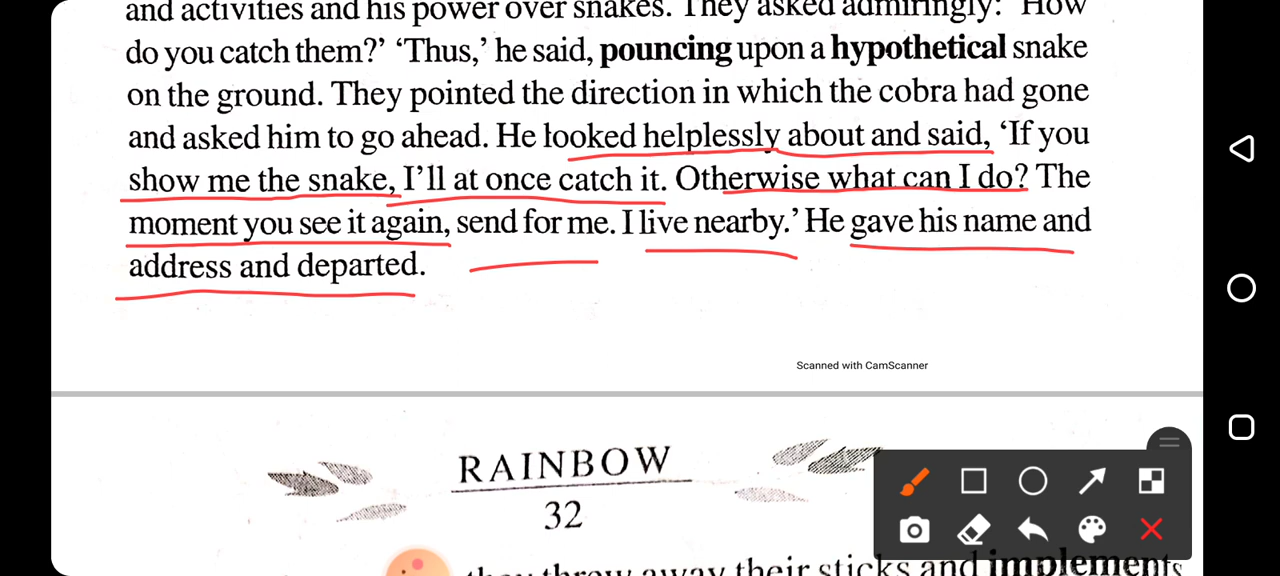 and activities and his power over snakes. They asked admiringly: 'How
do you catch them?' 'Thus,' he said, pouncing upon a hypothetical snake
on the ground. They pointed the direction in which the cobra had gone
and asked him to go ahead. He looked helplessly about and said, 'If you
show me the snake, I'll at once catch it. Otherwise what can I do? The
moment you see it again, send for me. I live nearby.' He gave his name and
address and departed.
Scanned with CamScanner
RAINBOW
32
they throw away their sticks and implements